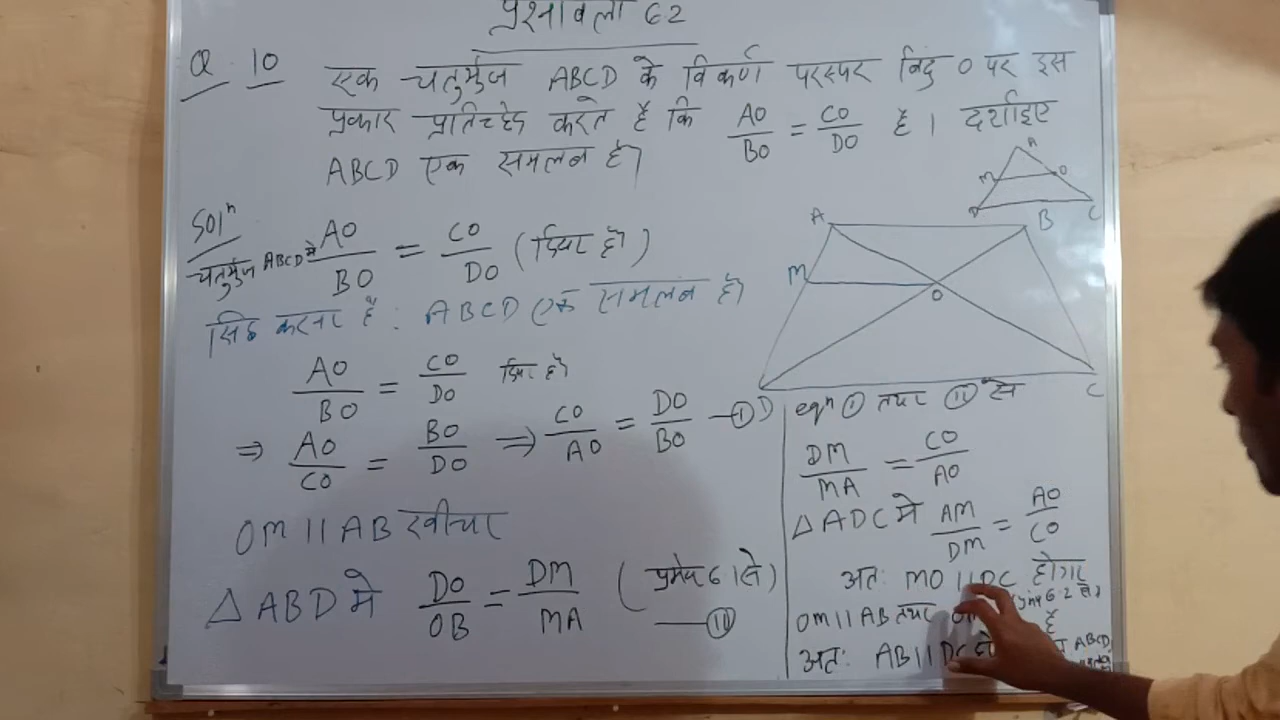 प्रश्नावली 6.2
Q. 10 एक चतुर्भुज ABCD के विकर्ण परस्पर बिंदु O पर इस
प्रकार प्रतिच्छेद करते हैं कि AO/BO = CO/DO है। दर्शाइए
ABCD एक समलंब है।
A
M O
D C
Solⁿ
चतुर्भुज ABCD मे AO/BO = CO/DO (दिया है।)
सिद्ध करना है : ABCD एक समलंब है।
AO/BO = CO/DO दिया है।
⇒ AO/CO = BO/DO ⇒ CO/AO = DO/BO —(I)
OM || AB खींचा
△ ABD मे DO/OB = DM/MA (प्रमेय 6.1 से)
—(II)
A B
M
O
D C
eqⁿ (I) तथा (II) से
DM/MA = CO/AO
△ ADC मे AM/DM = AO/CO
अतः MO || DC होगा
6.2 से)
OM || AB तथा है
अतः AB || DC ABCD